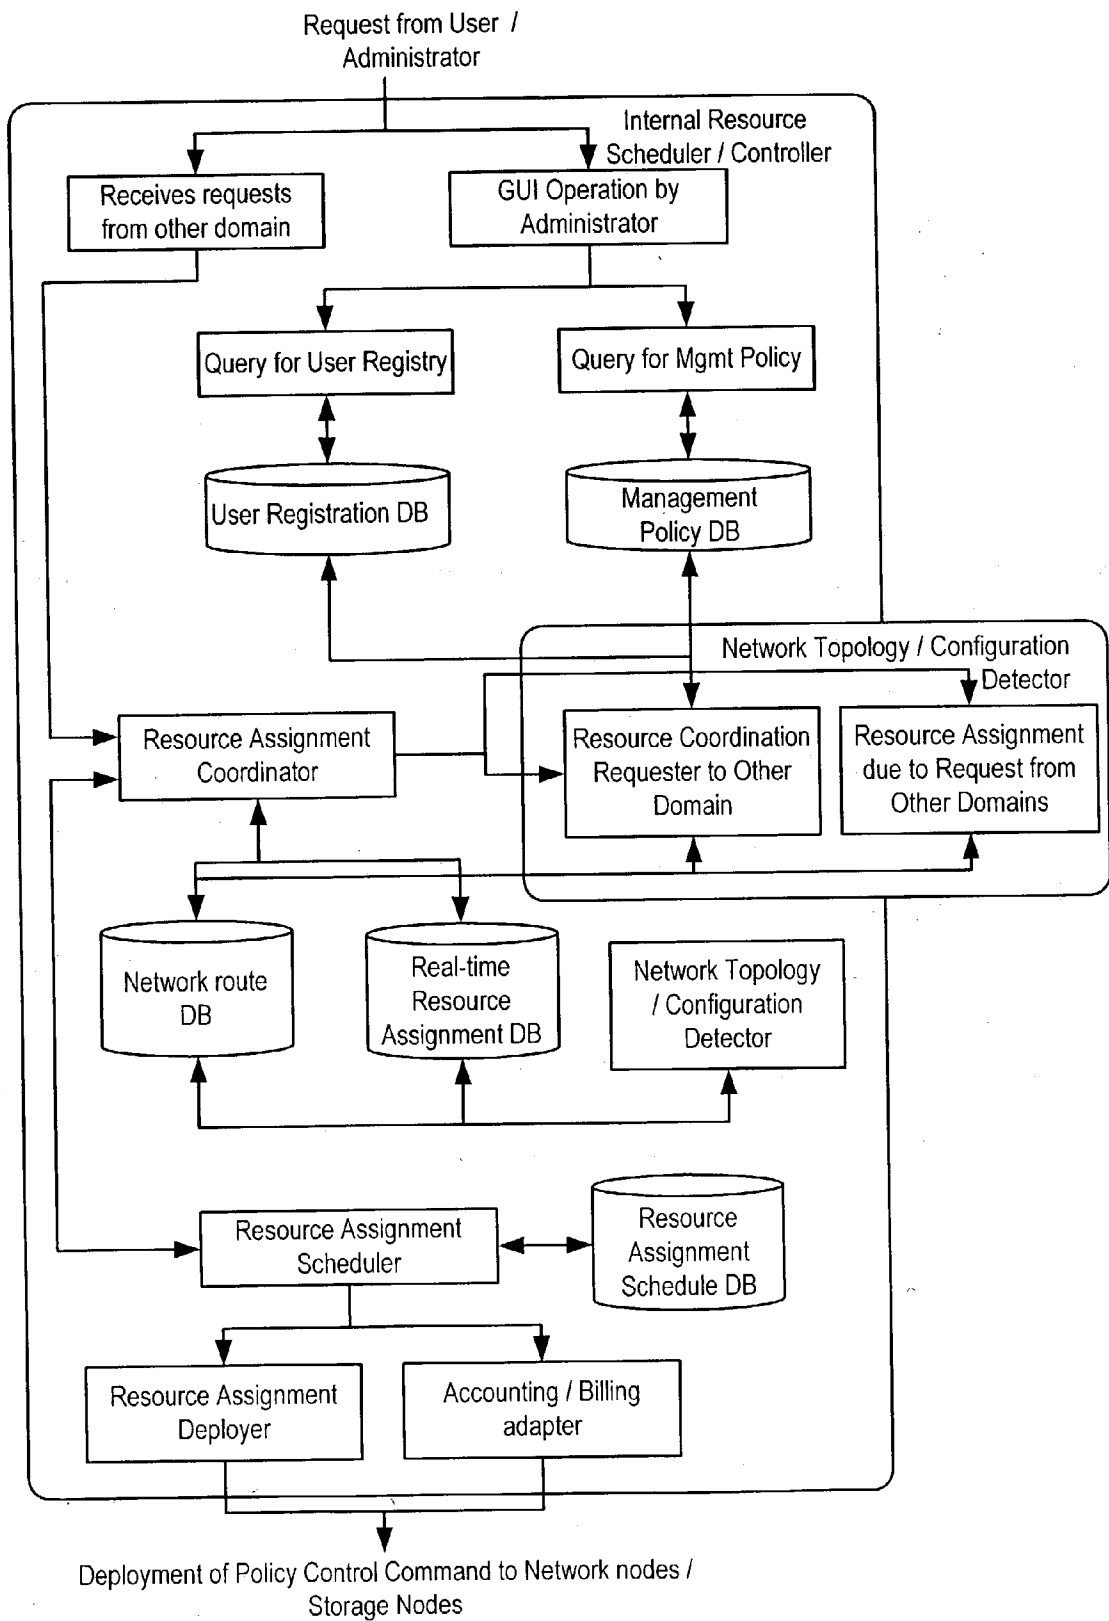 Request from User /
Administrator
Internal Resource
Scheduler / Controller
Receives requests
from other domain
GUI Operation by
Administrator
Query for User Registry
Query for Mgmt Policy
User Registration DB
Management
Policy DB
Network Topology / Configuration
Detector
Resource Assignment
Coordinator
Resource Coordination
Requester to Other
Domain
Resource Assignment
due to Request from
Other Domains
Network route
DB
Real-time
Resource
Assignment DB
Network Topology
/ Configuration
Detector
Resource Assignment
Scheduler
Resource
Assignment
Schedule DB
Resource Assignment
Deployer
Accounting / Billing
adapter
Deployment of Policy Control Command to Network nodes /
Storage Nodes